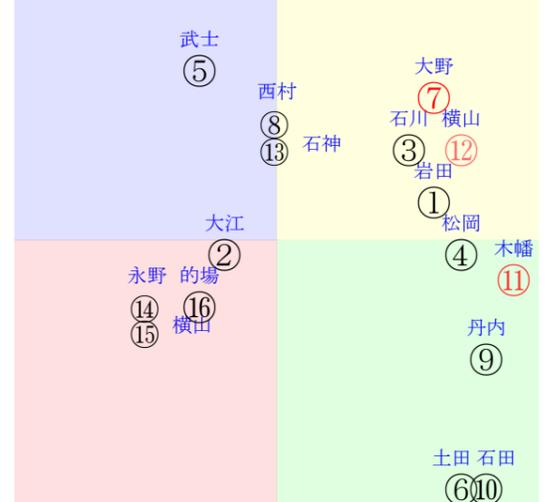 武士
⑤
大野
⑦
西村
⑧
⑬ 石神
石川 横山
③ ⑫
岩田
①
大江
②
松岡
④
木幡
⑪
永野 的場
⑭ ⑯
⑮ 横山
丹内
⑨
土田 石田
⑥⑩